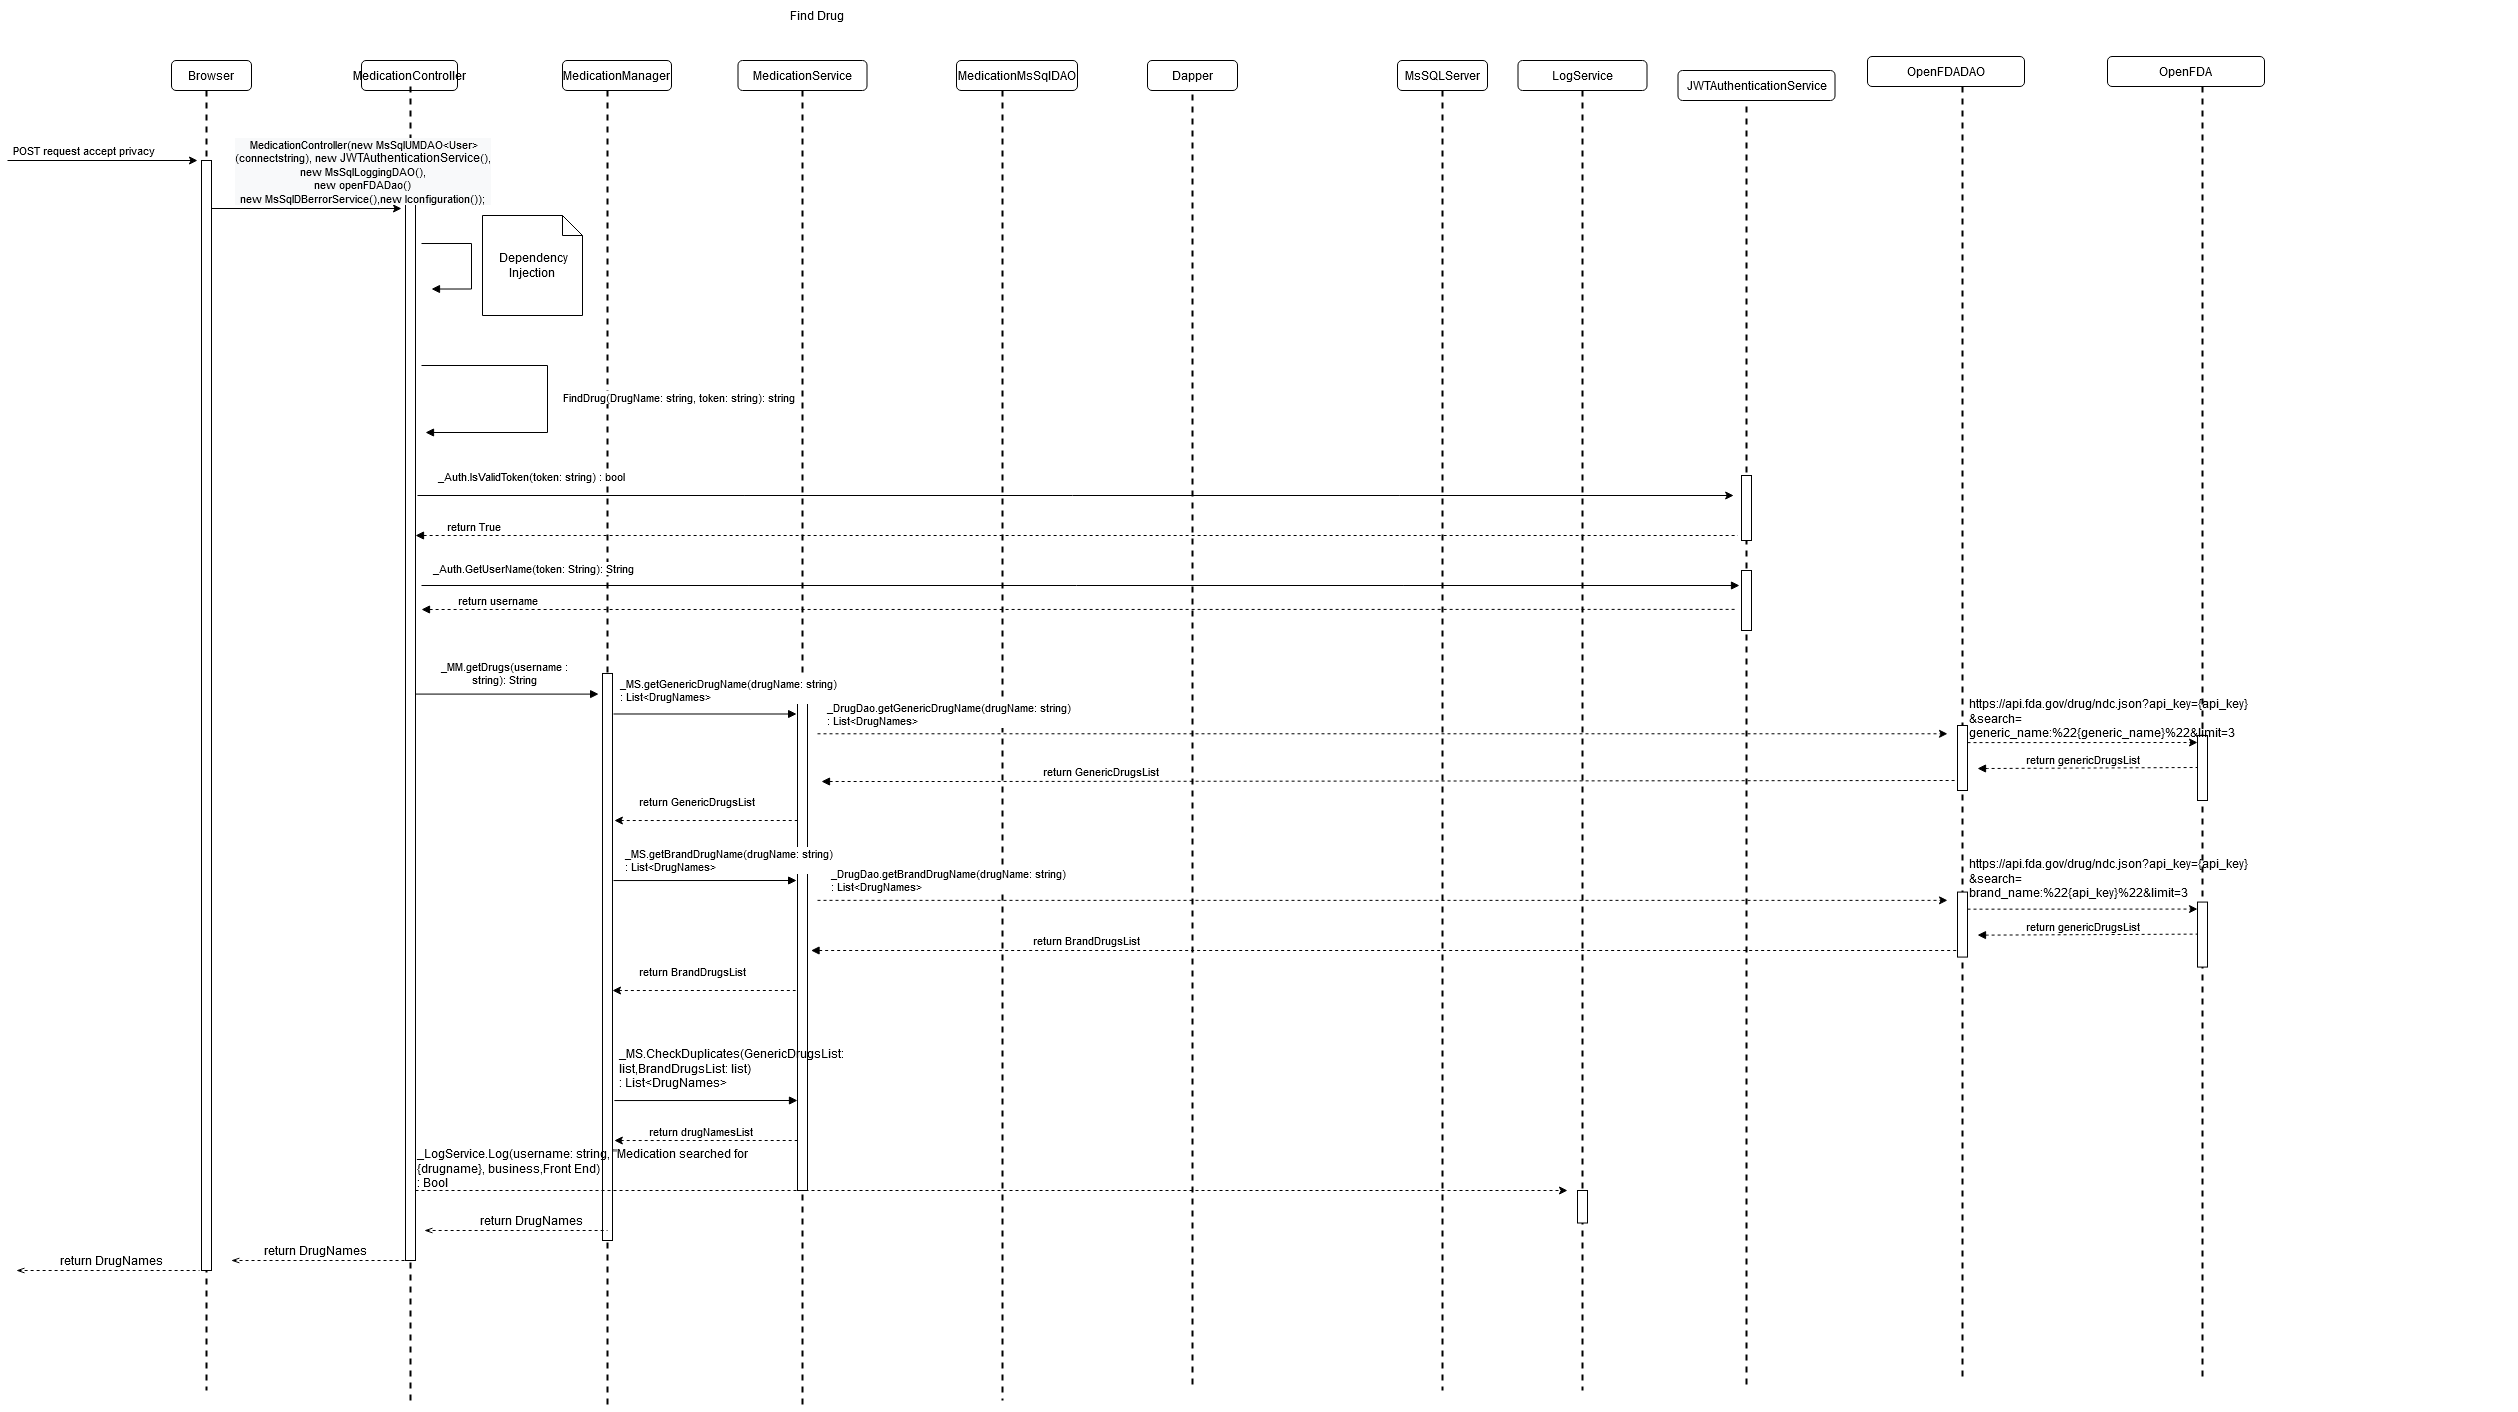 Find Drug
Browser
MedicationController
MedicationManager
MedicationService
MedicationMsSqlDAO
Dapper
MsSQLServer
LogService
JWTAuthenticationService
OpenFDADAO
OpenFDA
POST request accept privacy
MedicationController(new MsSqlUMDAO<User>
(connectstring), new JWTAuthenticationService(),
new MsSqlLoggingDAO(),
new openFDADao()
new MsSqlDBerrorService(),new Iconfiguration());
Dependency
Injection
FindDrug(DrugName: string, token: string): string
_Auth.IsValidToken(token: string) : bool
return True
_Auth.GetUserName(token: String): String
return username
_MM.getDrugs(username :
string): String
_MS.getGenericDrugName(drugName: string)
: List<DrugNames>
_DrugDao.getGenericDrugName(drugName: string)
: List<DrugNames>
https://api.fda.gov/drug/ndc.json?api_key={api_key}
&search=
generic_name:%22{generic_name}%22&limit=3
return genericDrugsList
return GenericDrugsList
return GenericDrugsList
_MS.getBrandDrugName(drugName: string)
: List<DrugNames>
_DrugDao.getBrandDrugName(drugName: string)
: List<DrugNames>
https://api.fda.gov/drug/ndc.json?api_key={api_key}
&search=
brand_name:%22{api_key}%22&limit=3
return genericDrugsList
return BrandDrugsList
return BrandDrugsList
_MS.CheckDuplicates(GenericDrugsList:
list,BrandDrugsList: list)
: List<DrugNames>
return drugNamesList
_LogService.Log(username: string, "Medication searched for
{drugname}, business,Front End)
: Bool
return DrugNames
return DrugNames
return DrugNames